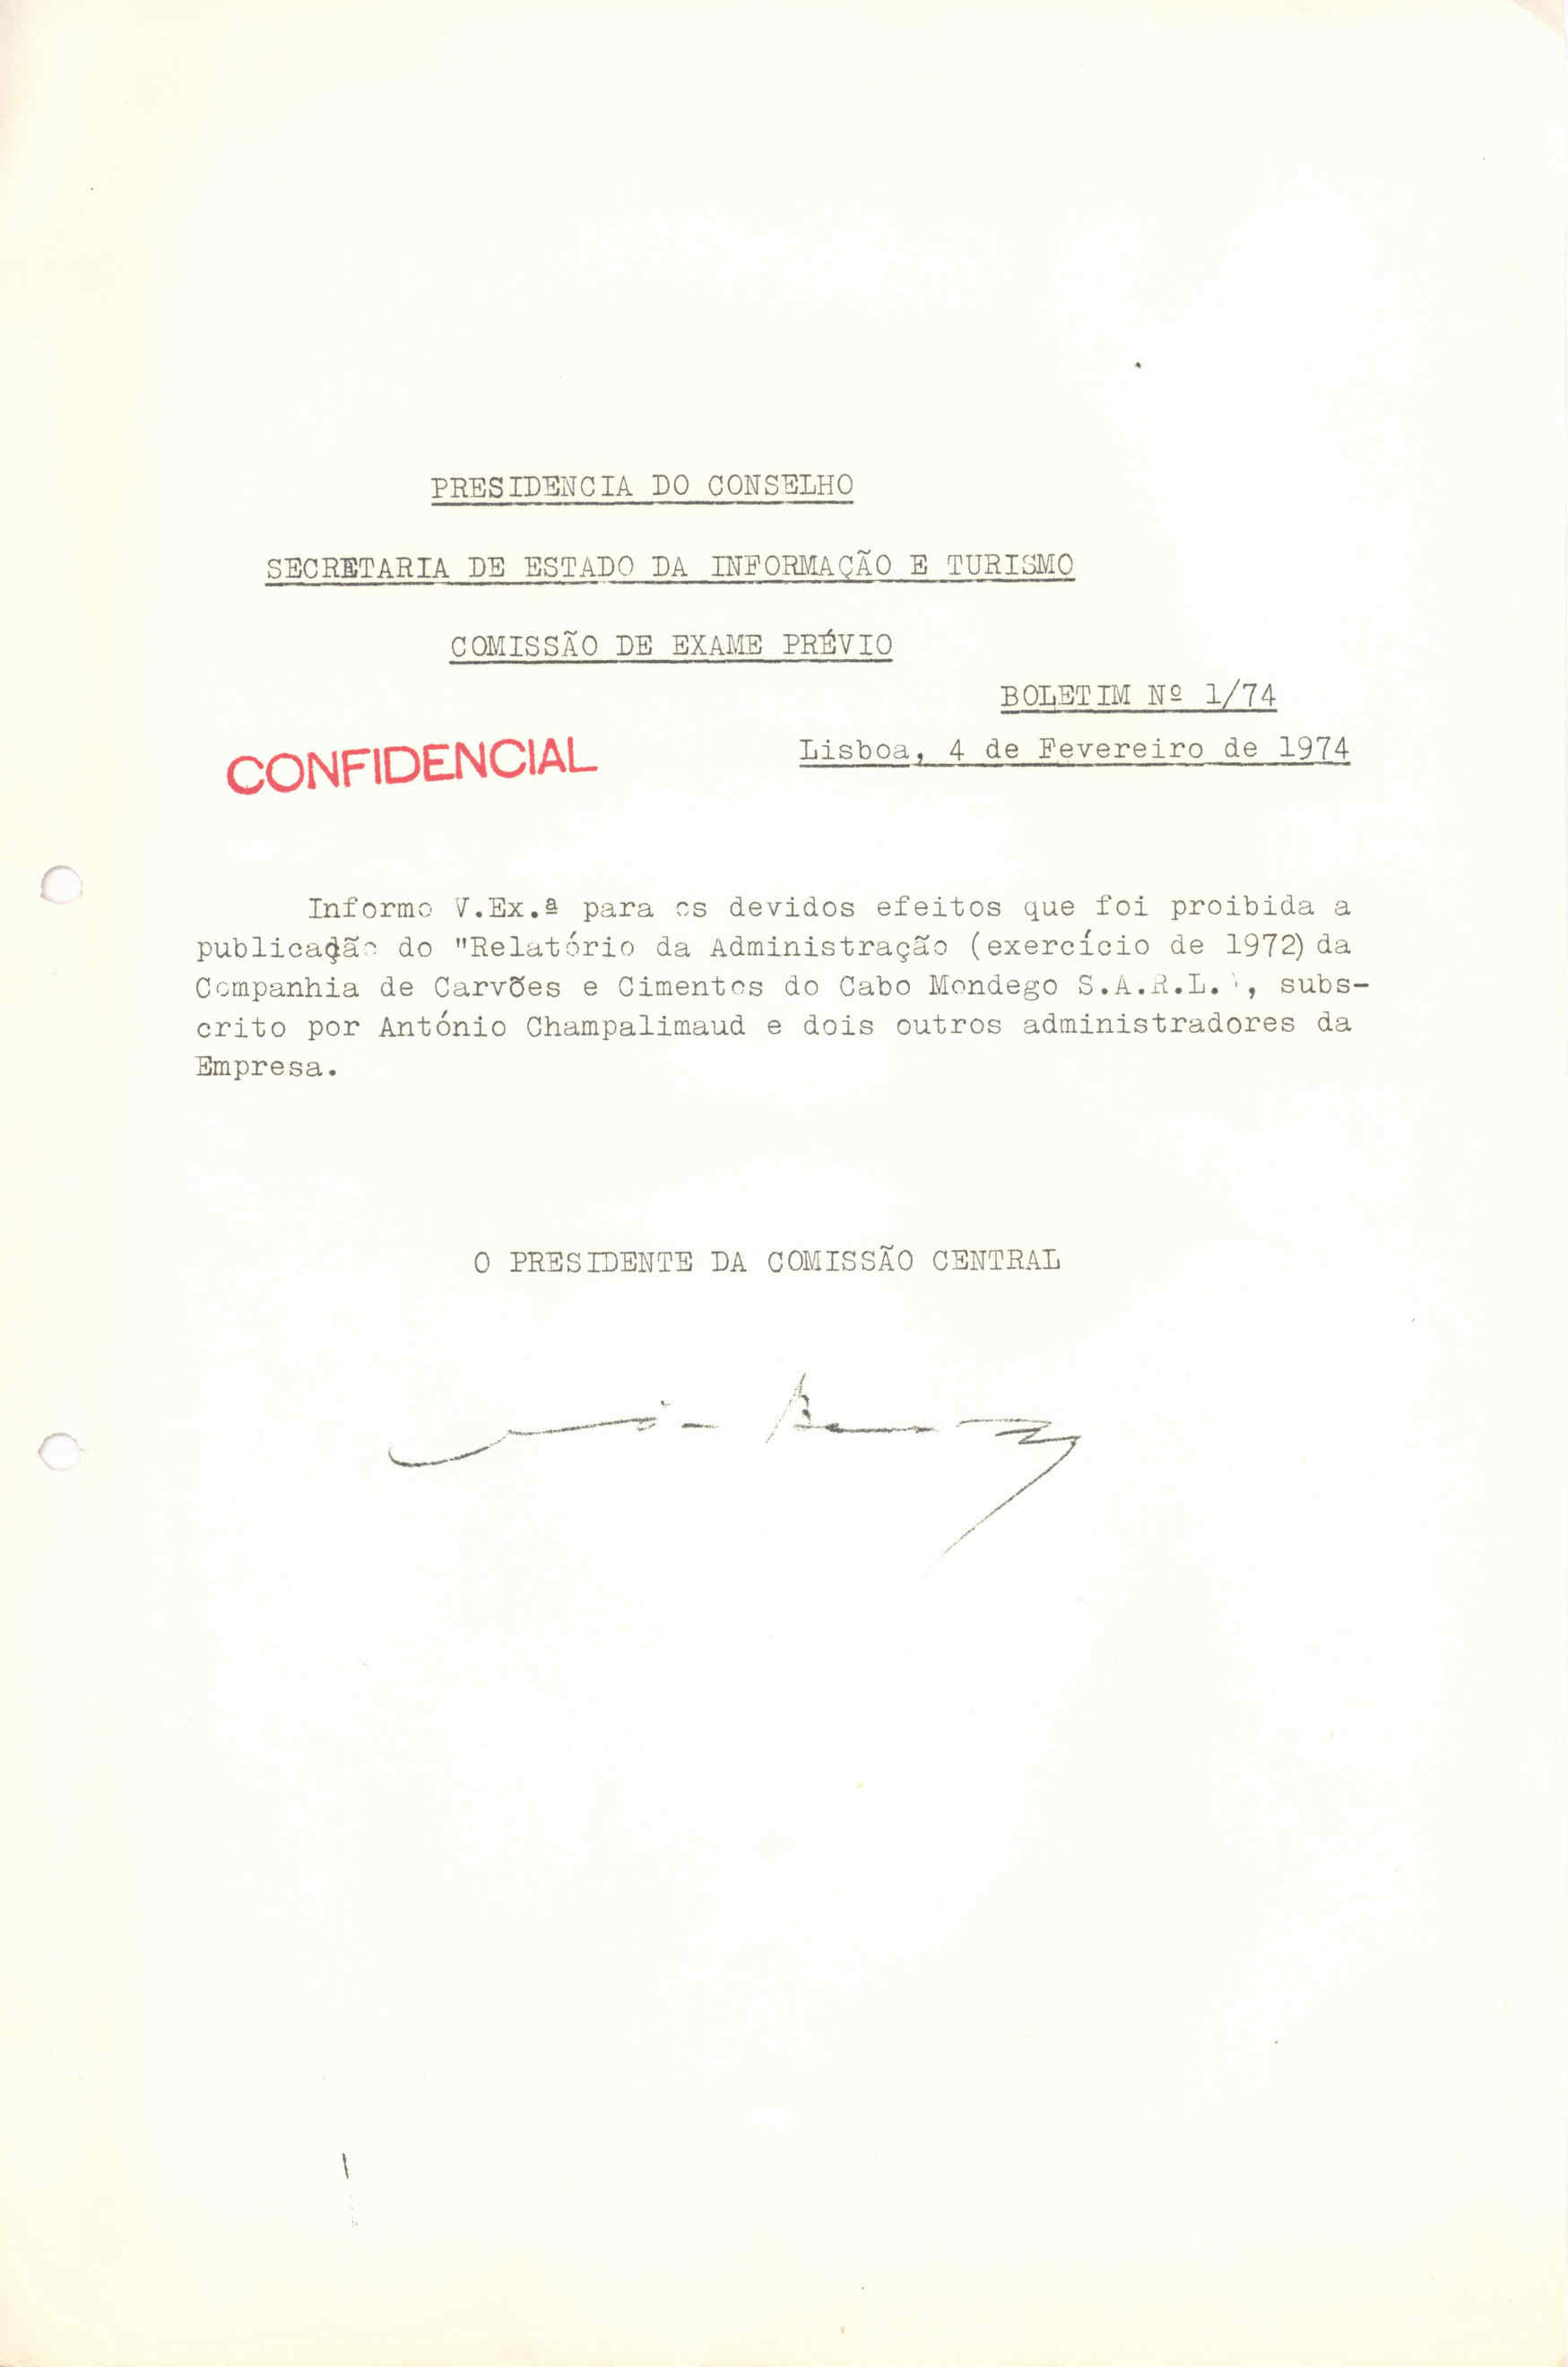 PRESIDENCIA DO CONSELHO
SECRETARIA DE ESTADO DA INFORMAÇÃO E TURISMO
COMISSÃO DE EXAME PRÉVIO
BOLETIM Nº 1/74
CONFIDENCIAL
Lisboa, 4 de Fevereiro de 1974
Informo V.Ex.ª para os devidos efeitos que foi proibida a
publicação do "Relatório da Administração (exercício de 1972) da
Companhia de Carvões e Cimentos do Cabo Mondego S.A.R.L.", subs-
crito por António Champalimaud e dois outros administradores da
Empresa.
O PRESIDENTE DA COMISSÃO CENTRAL